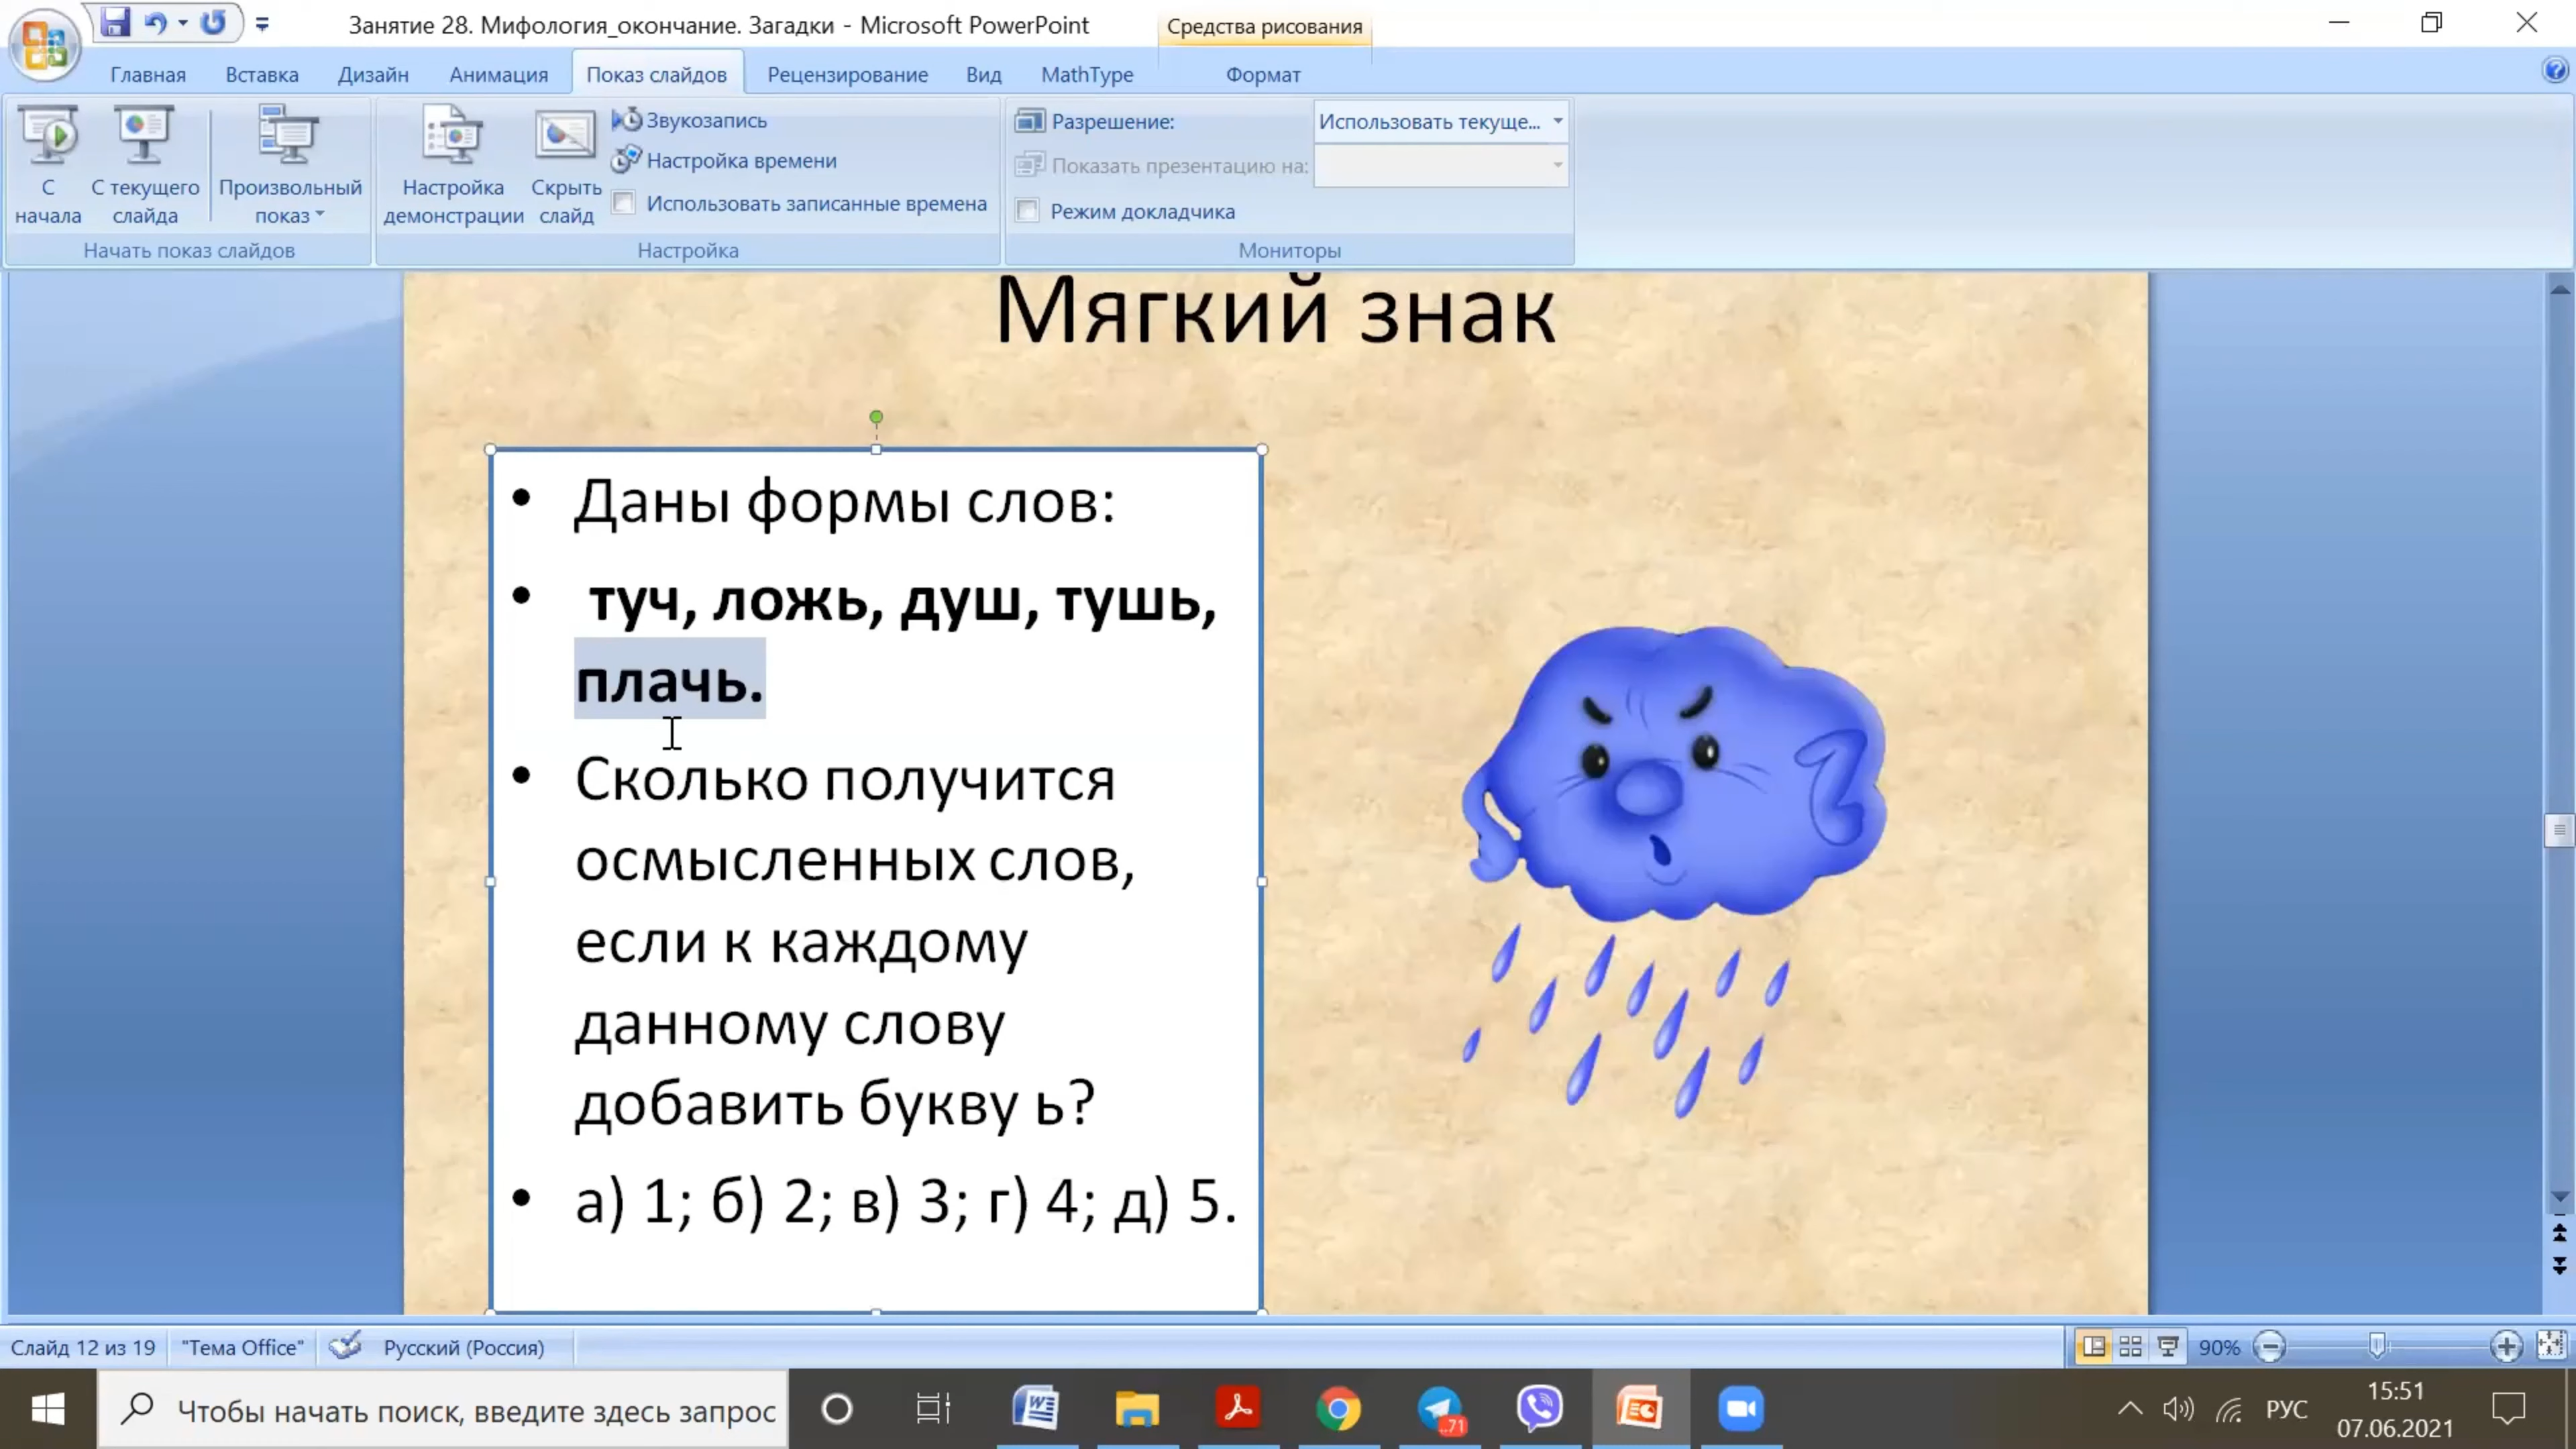 Занятие 28. Мифология_окончание. Загадки - Microsoft PowerPoint
Средства рисования
Главная Вставка Дизайн Анимация Показ слайдов Рецензирование Вид MathType Формат
С начала
С текущего слайда
Произвольный показ
Начать показ слайдов
Настройка демонстрации
Скрыть слайд
Звукозапись
Настройка времени
Использовать записанные времена
Настройка
Разрешение: Использовать текуще...
Показать презентацию на:
Режим докладчика
Мониторы
Мягкий знак
• Даны формы слов:
• туч, ложь, душ, тушь,
плачь.
• Сколько получится
осмысленных слов,
если к каждому
данному слову
добавить букву ь?
• а) 1; б) 2; в) 3; г) 4; д) 5.
Слайд 12 из 19 "Тема Office" Русский (Россия) 90%
Чтобы начать поиск, введите здесь запрос
71
РУС
15:51
07.06.2021